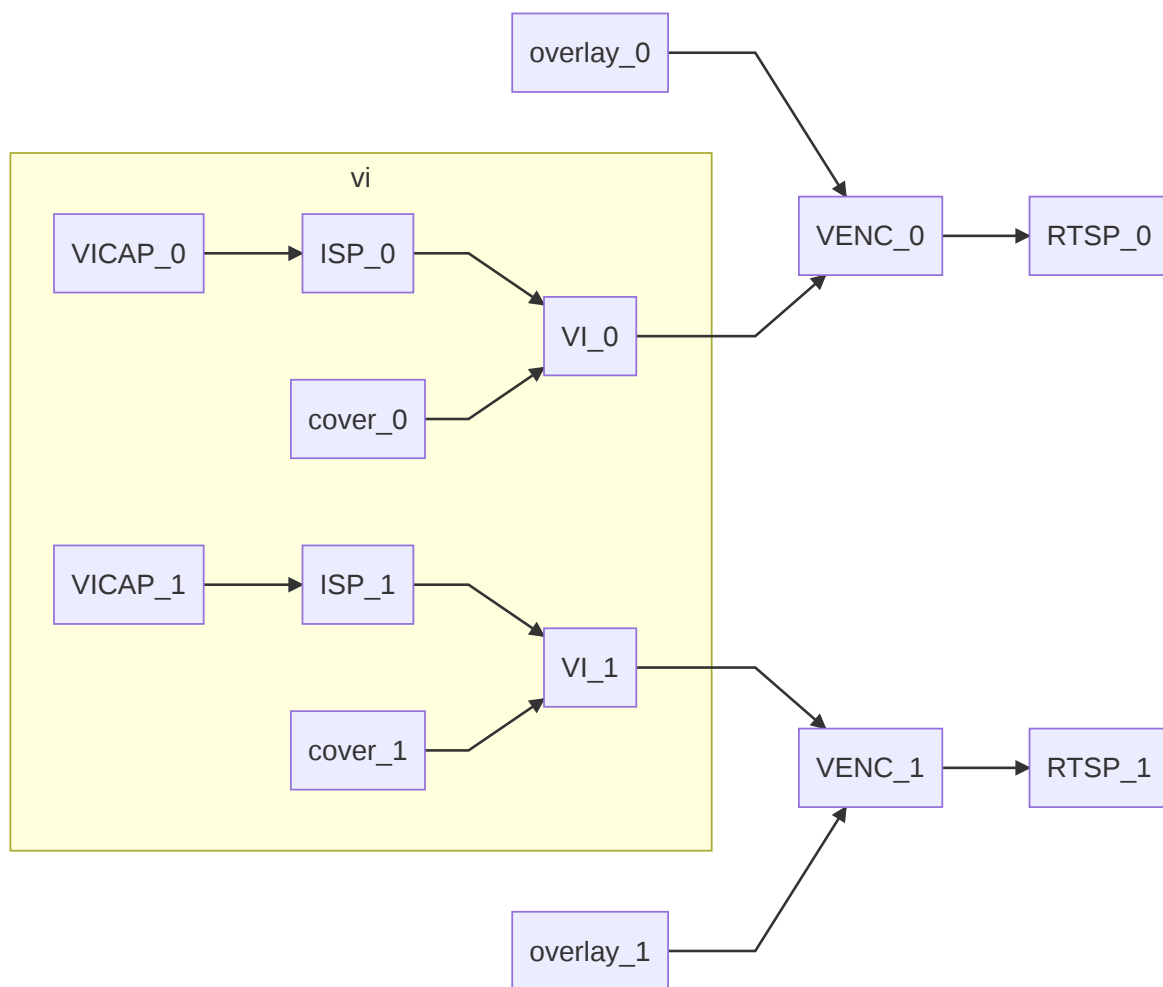 overlay_0
vi
VICAP_0
ISP_0
VENC_0
RTSP_0
VI_0
cover_0
VICAP_1
ISP_1
VI_1
cover_1
VENC_1
RTSP_1
overlay_1